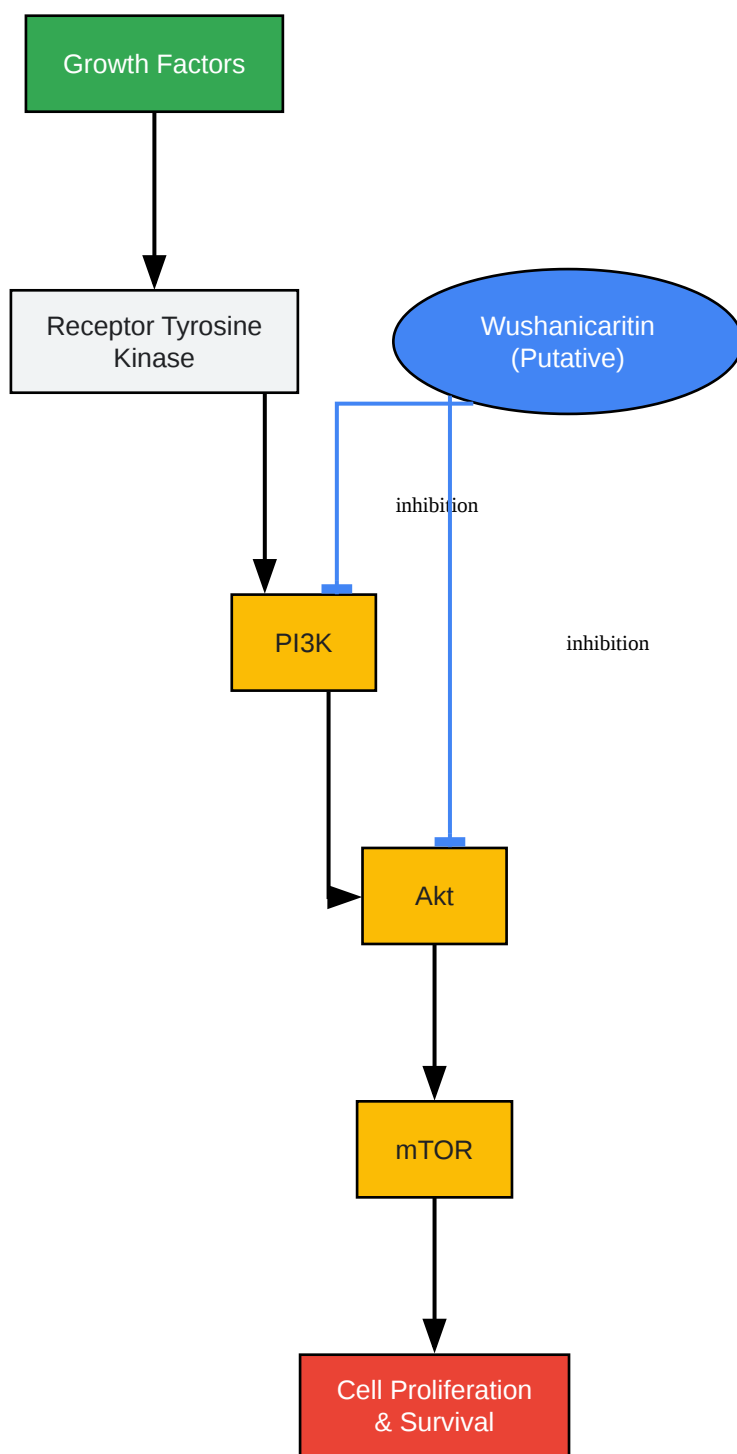 Growth Factors
Receptor Tyrosine
Kinase
Wushanicaritin
(Putative)
inhibition
PI3K
inhibition
Akt
mTOR
Cell Proliferation
& Survival